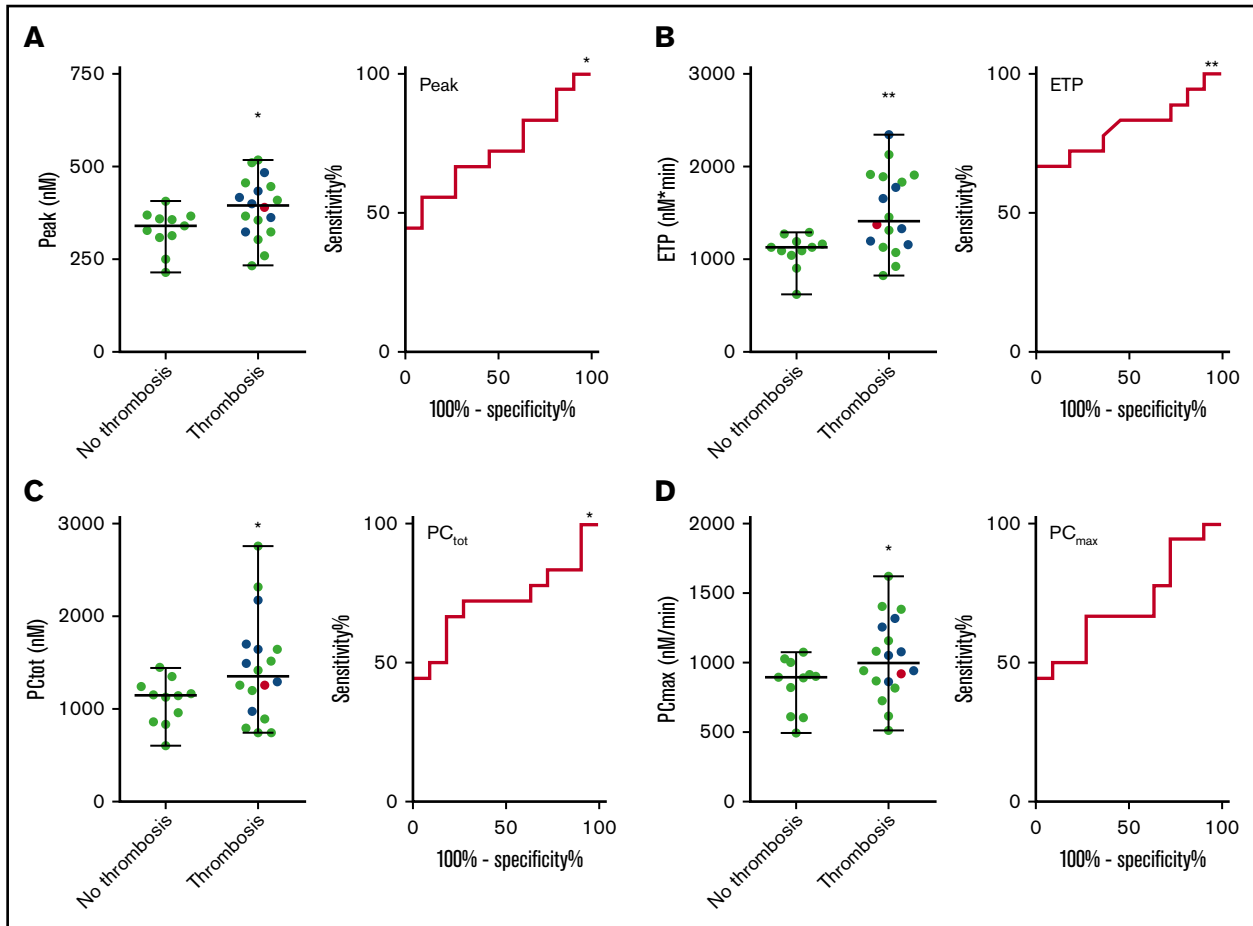 A
750
500
250
0
Peak (nM)
*
No thrombosis
Thrombosis
100
50
0
Sensitivity%
Peak
*
0 50 100
100% - specificity%
B
3000
2000
1000
0
ETP (nM*min)
**
No thrombosis
Thrombosis
100
50
0
Sensitivity%
ETP
**
0 50 100
100% - specificity%
C
3000
2000
1000
0
PCtot (nM)
*
No thrombosis
Thrombosis
100
50
0
Sensitivity%
PCtot
*
0 50 100
100% - specificity%
D
2000
1500
1000
500
0
PCmax (nM/min)
*
No thrombosis
Thrombosis
100
50
0
Sensitivity%
PCmax
0 50 100
100% - specificity%